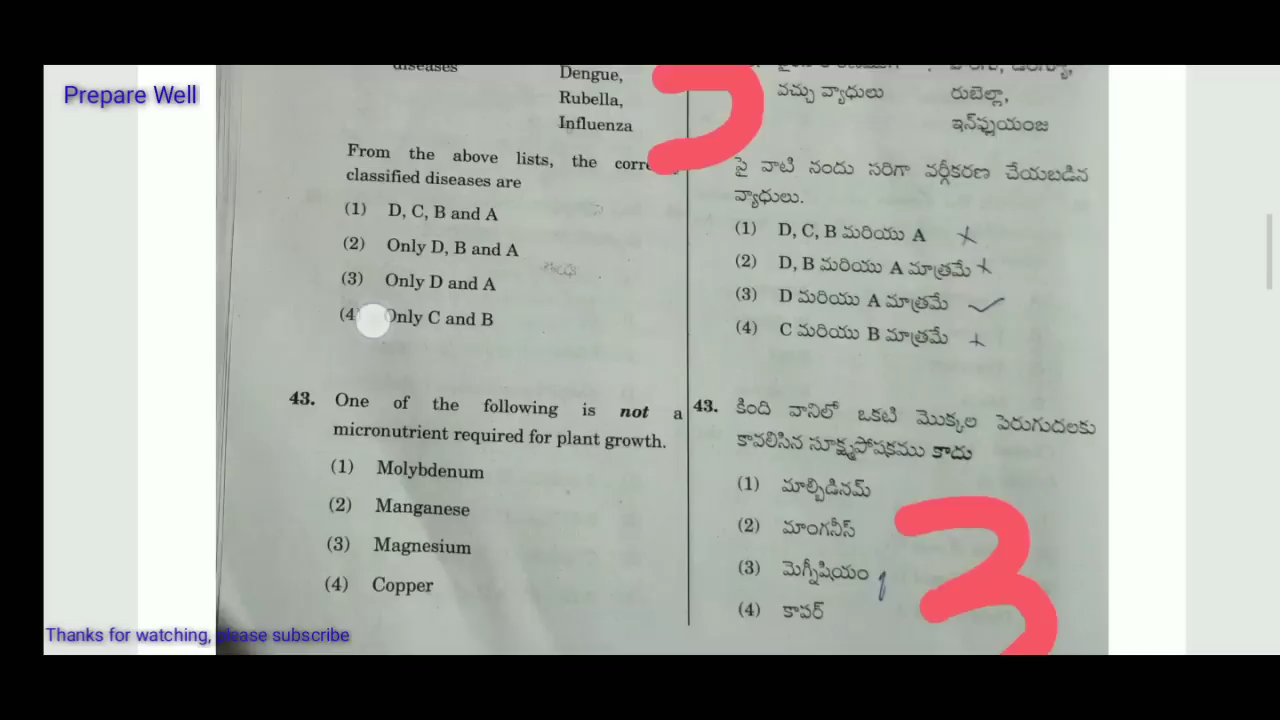 Prepare Well
diseases
Dengue,
Rubella,
Influenza
From the above lists, the
classified diseases are
(1) D, C, B and A
(2) Only D, B and A
(3) Only D and A
(4 Only C and B
43. One of the following is not a
micronutrient required for plant growth.
(1) Molybdenum
(2) Manganese
(3) Magnesium
(4) Copper
వచ్చు వ్యాధులు
రుబెల్లా,
ఇన్‌ఫ్లుయంజ
పై వాటి నందు సరిగా వర్గీకరణ చేయబడిన
వ్యాధులు.
(1) D, C, B మరియు A
(2) D, B మరియు A మాత్రమే
(3) D మరియు A మాత్రమే
(4) C మరియు B మాత్రమే
43. కింది వానిలో ఒకటి మొక్కల పెరుగుదలకు
కావలిసిన సూక్ష్మపోషకము కాదు
(1) మాల్బిడినమ్
(2) మాంగనీస్
(3) మెగ్నీషియం
(4) కాపర్
3
Thanks for watching, please subscribe